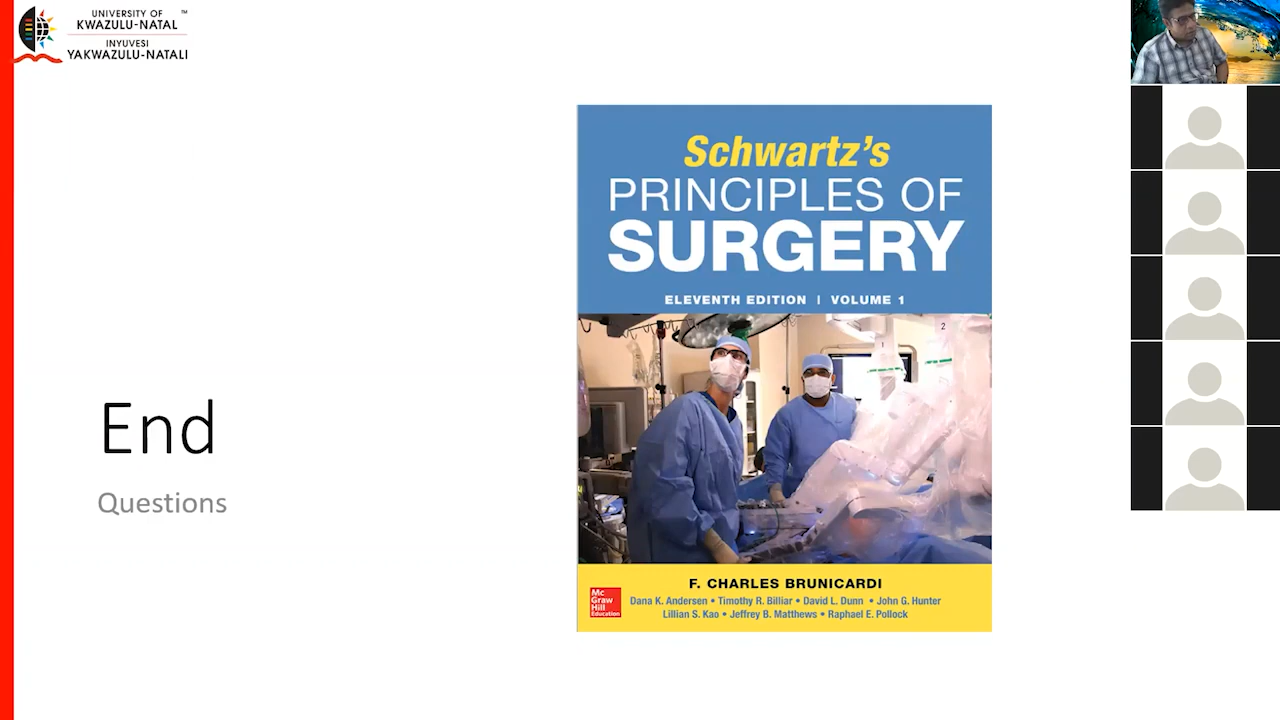 UNIVERSITY OF ™
KWAZULU-NATAL
INYUVESI
YAKWAZULU-NATALI
Schwartz's
PRINCIPLES OF
SURGERY
ELEVENTH EDITION | VOLUME 1
1
2
End
Questions
F. CHARLES BRUNICARDI
Mc
Graw
Hill
Education
Dana K. Andersen • Timothy R. Billiar • David L. Dunn • John G. Hunter
Lillian S. Kao • Jeffrey B. Matthews • Raphael E. Pollock